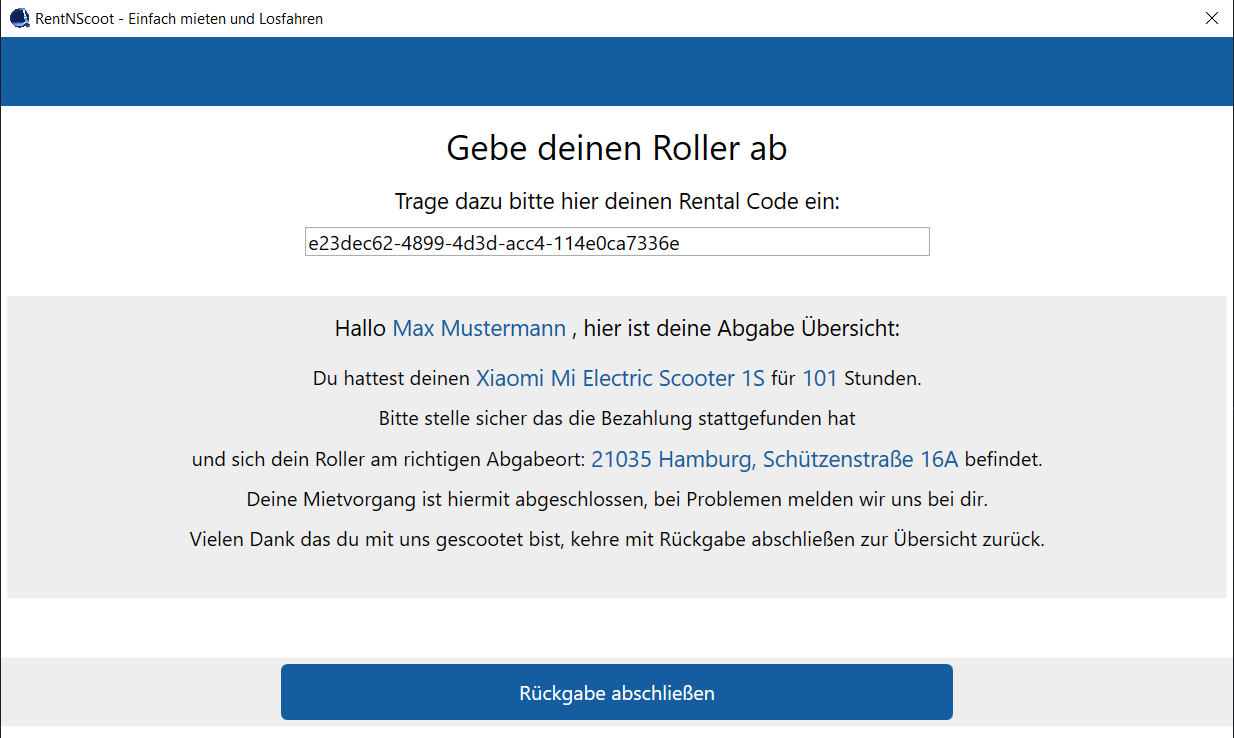 RentNScoot - Einfach mieten und Losfahren
Gebe deinen Roller ab
Trage dazu bitte hier deinen Rental Code ein:
e23dec62-4899-4d3d-acc4-114e0ca7336e
Hallo Max Mustermann , hier ist deine Abgabe Übersicht:
Du hattest deinen Xiaomi Mi Electric Scooter 1S für 101 Stunden.
Bitte stelle sicher das die Bezahlung stattgefunden hat
und sich dein Roller am richtigen Abgabeort: 21035 Hamburg, Schützenstraße 16A befindet.
Deine Mietvorgang ist hiermit abgeschlossen, bei Problemen melden wir uns bei dir.
Vielen Dank das du mit uns gescootet bist, kehre mit Rückgabe abschließen zur Übersicht zurück.
Rückgabe abschließen